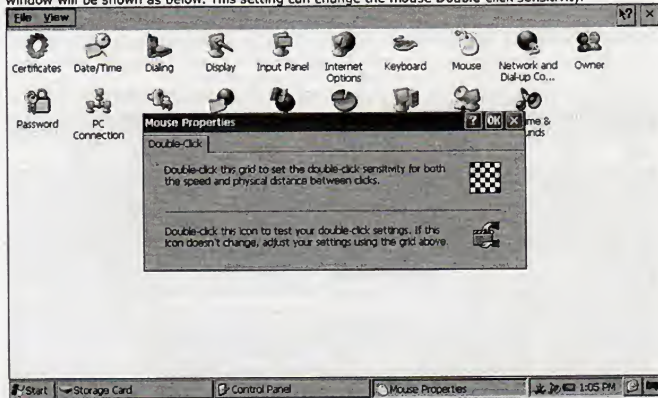 window will be shown as below. This setting can change the mouse Double-click sensitivity.
File View
Certificates Date/Time Dialing Display Input Panel Internet Options Keyboard Mouse Network and Dial-up Co... Owner
Password PC Connection
Mouse Properties ? OK ×
Double-Click
Double-click this grid to set the double-click sensitivity for both
the speed and physical distance between clicks.
Double-click this icon to test your double-click settings. If this
icon doesn't change, adjust your settings using the grid above.
Start Storage Card Control Panel Mouse Properties 1:05 PM